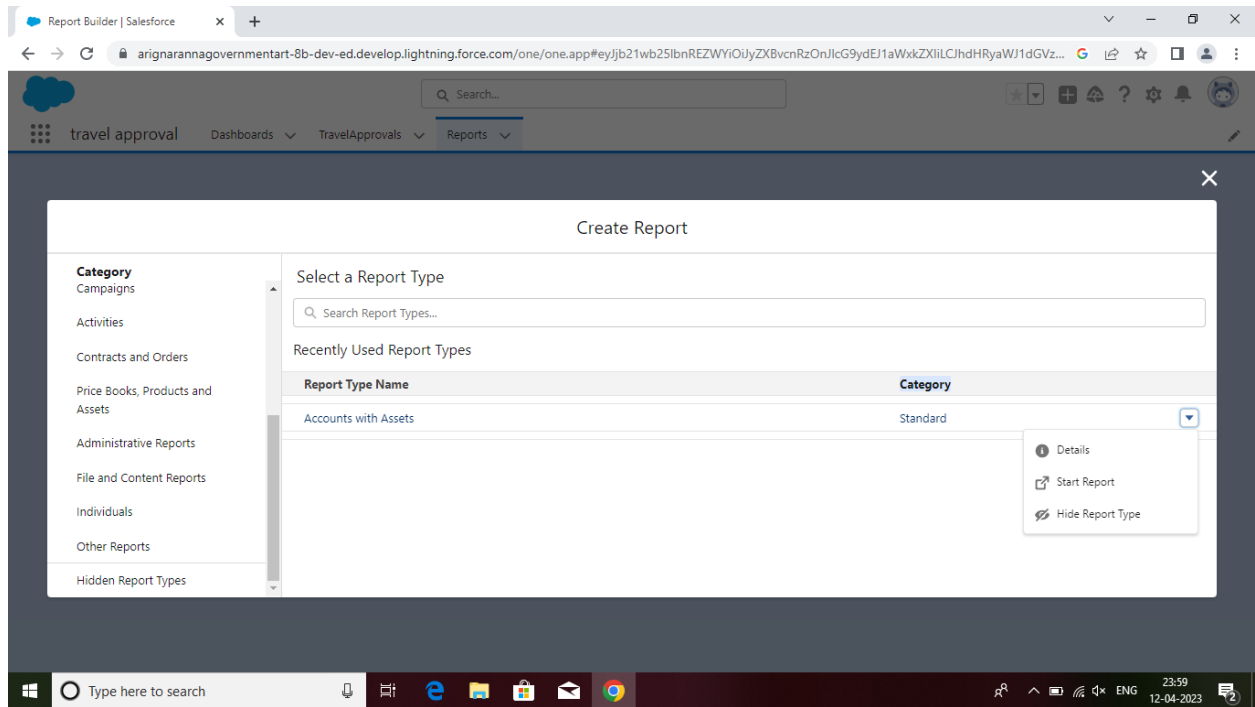 Report Builder | Salesforce
arignarannagovernmentart-8b-dev-ed.develop.lightning.force.com/one/one.app#eyJjb21wb25lbnREZWYiOiJyZXBvcnRzOnJlcG9ydEJ1aWxkZXIiLCJhdHRyaWJ1dGVz...
Search...
travel approval Dashboards TravelApprovals Reports
Create Report
Category
Campaigns
Activities
Contracts and Orders
Price Books, Products and
Assets
Administrative Reports
File and Content Reports
Individuals
Other Reports
Hidden Report Types
Select a Report Type
Search Report Types...
Recently Used Report Types
Report Type Name Category
Accounts with Assets Standard
Details
Start Report
Hide Report Type
Type here to search
ENG
23:59
12-04-2023
2